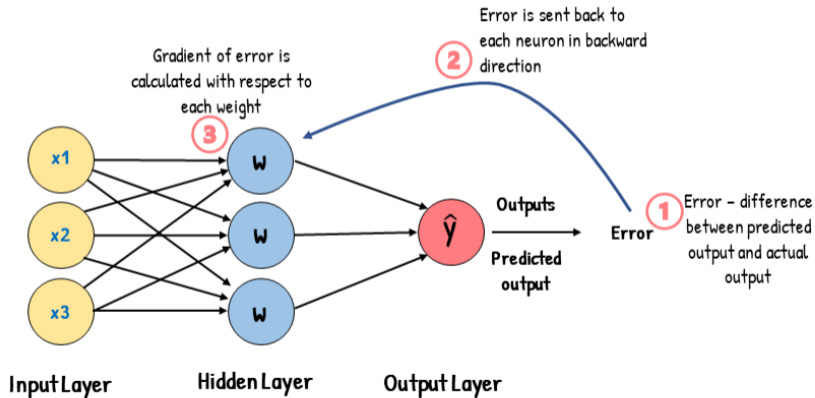 Error is sent back to
each neuron in backward
direction
2
Gradient of error is
calculated with respect to
each weight
3
x1
w
x2
w
x3
w
ŷ
Outputs
Predicted
output
Error
1
Error – difference
between predicted
output and actual
output
Input Layer
Hidden Layer
Output Layer